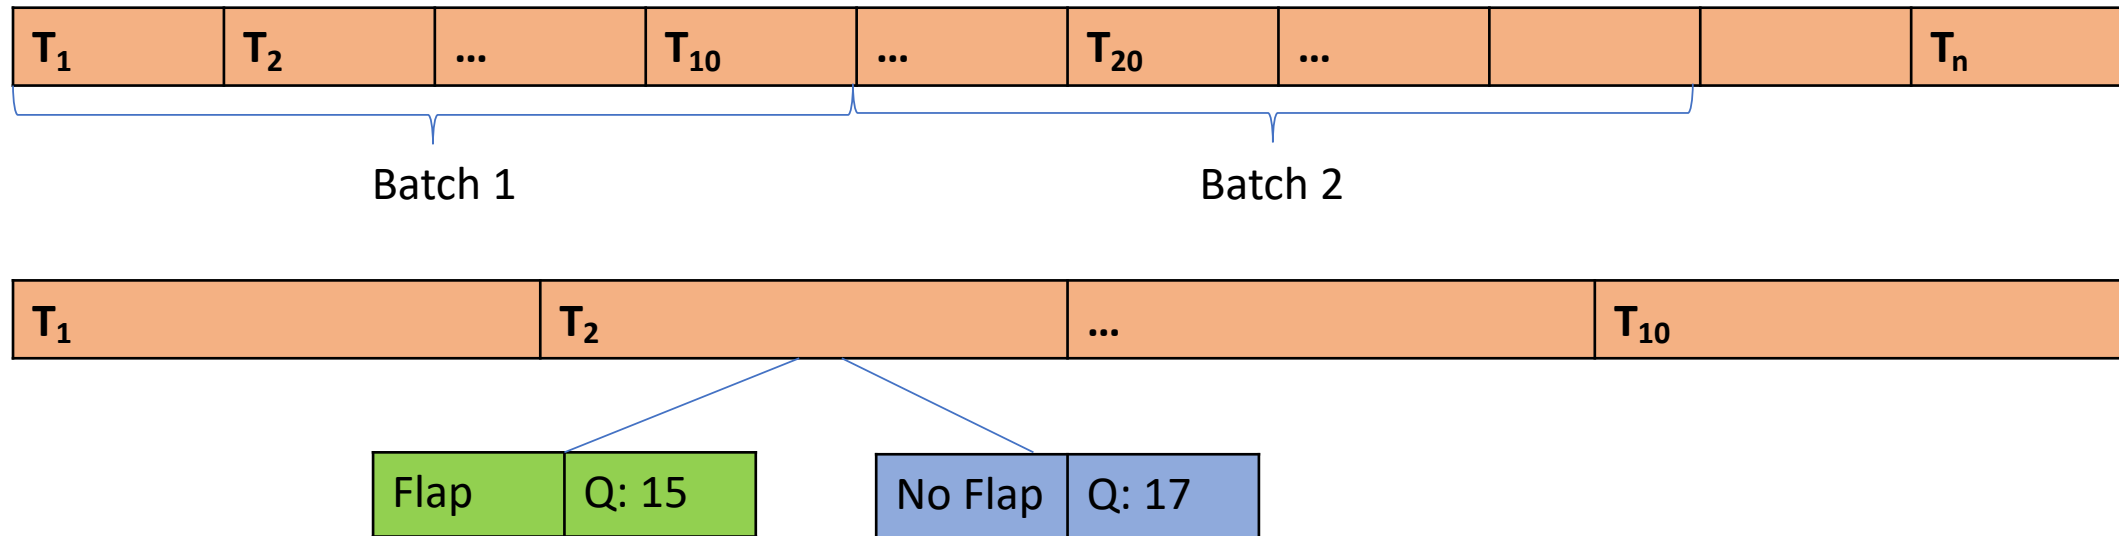 T₁ T₂ ... T₁₀ ... T₂₀ ... Tₙ
Batch 1 Batch 2
T₁ T₂ ... T₁₀
Flap Q: 15 No Flap Q: 17